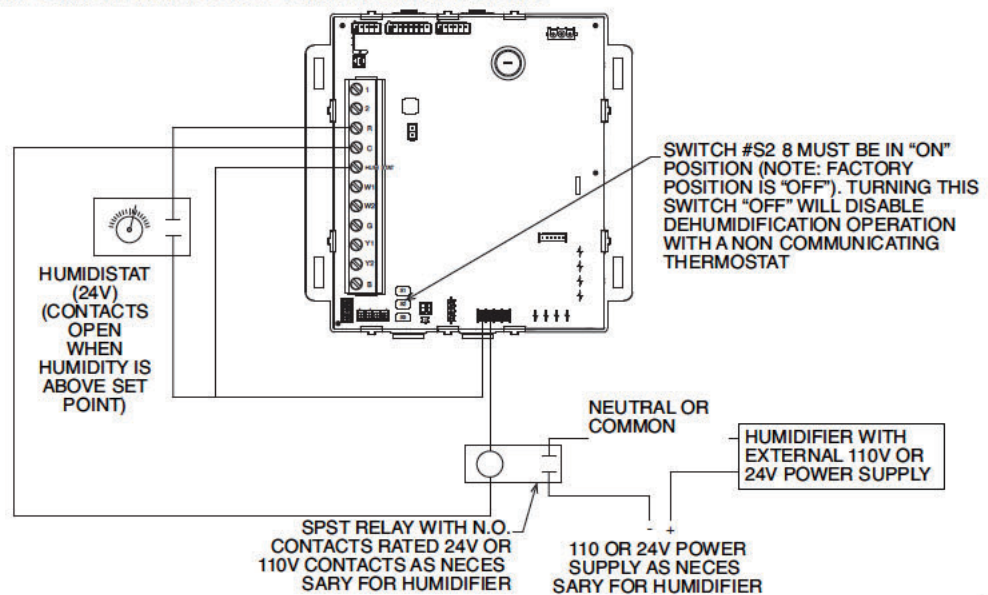 1
2
R
C
W1
W2
G
Y1
Y2
SWITCH #S2 8 MUST BE IN “ON”
POSITION (NOTE: FACTORY
POSITION IS “OFF”). TURNING THIS
SWITCH “OFF” WILL DISABLE
DEHUMIDIFICATION OPERATION
WITH A NON COMMUNICATING
THERMOSTAT
HUMIDISTAT
(24V)
(CONTACTS
OPEN
WHEN
HUMIDITY IS
ABOVE SET
POINT)
NEUTRAL OR
COMMON
HUMIDIFIER WITH
EXTERNAL 110V OR
24V POWER SUPPLY
- +
SPST RELAY WITH N.O.
CONTACTS RATED 24V OR
110V CONTACTS AS NECES
SARY FOR HUMIDIFIER
110 OR 24V POWER
SUPPLY AS NECES
SARY FOR HUMIDIFIER